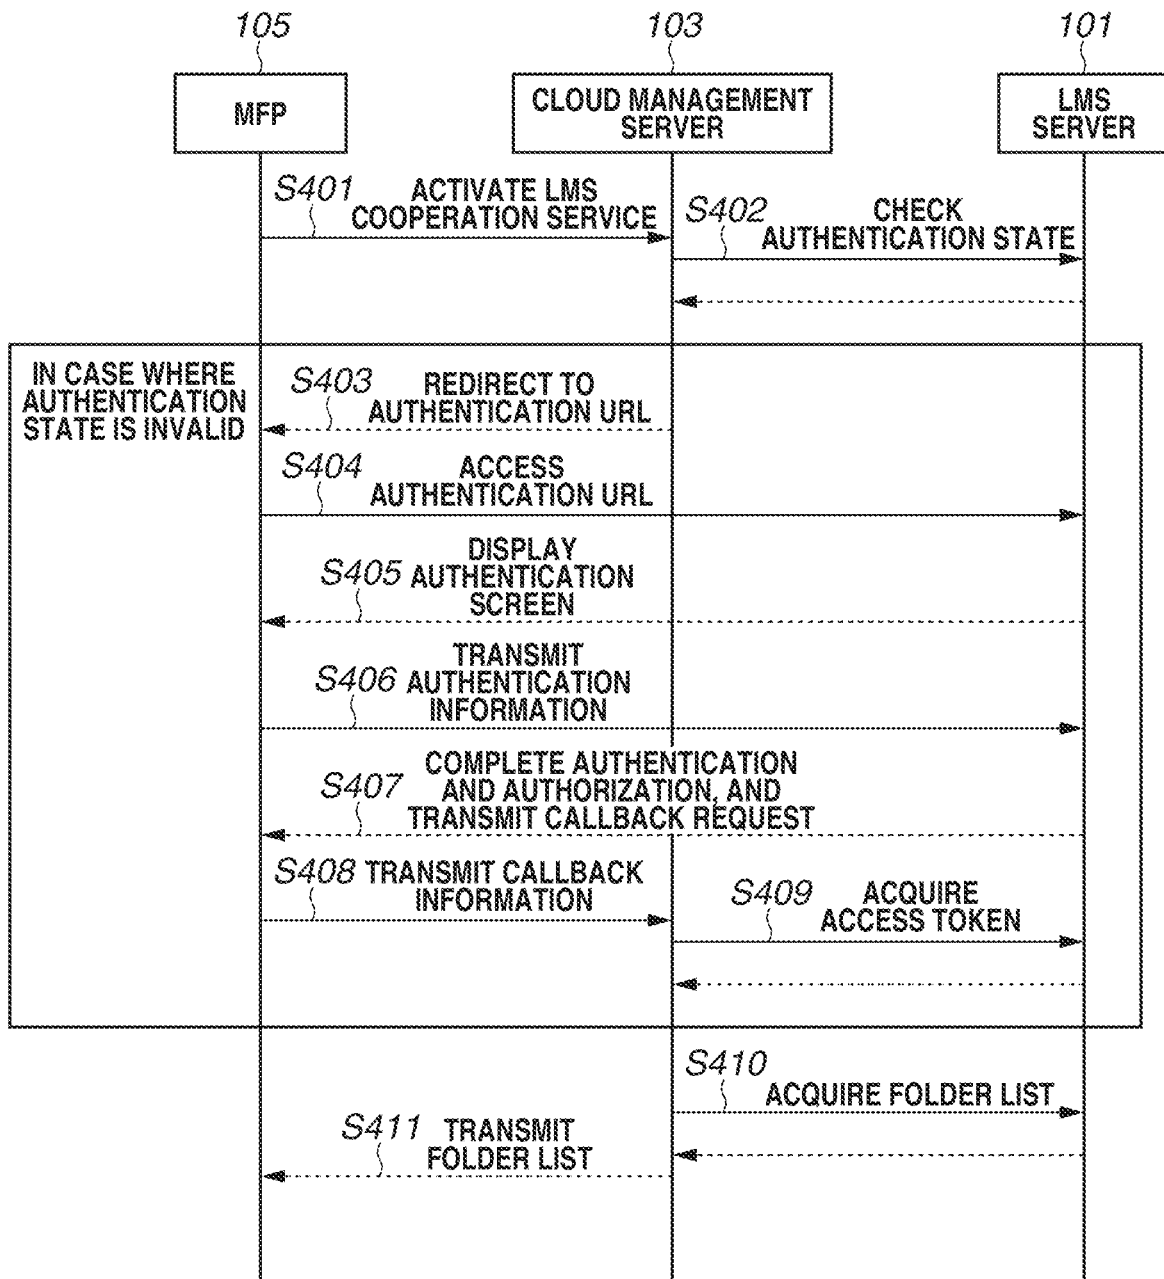 105
103
101
MFP
CLOUD MANAGEMENT
SERVER
LMS
SERVER
S401
ACTIVATE LMS
COOPERATION SERVICE
S402
CHECK
AUTHENTICATION STATE
IN CASE WHERE
AUTHENTICATION
STATE IS INVALID
S403
REDIRECT TO
AUTHENTICATION URL
S404
ACCESS
AUTHENTICATION URL
S405
DISPLAY
AUTHENTICATION
SCREEN
S406
TRANSMIT
AUTHENTICATION
INFORMATION
S407
COMPLETE AUTHENTICATION
AND AUTHORIZATION, AND
TRANSMIT CALLBACK REQUEST
S408
TRANSMIT CALLBACK
INFORMATION
S409
ACQUIRE
ACCESS TOKEN
S410
ACQUIRE FOLDER LIST
S411
TRANSMIT
FOLDER LIST